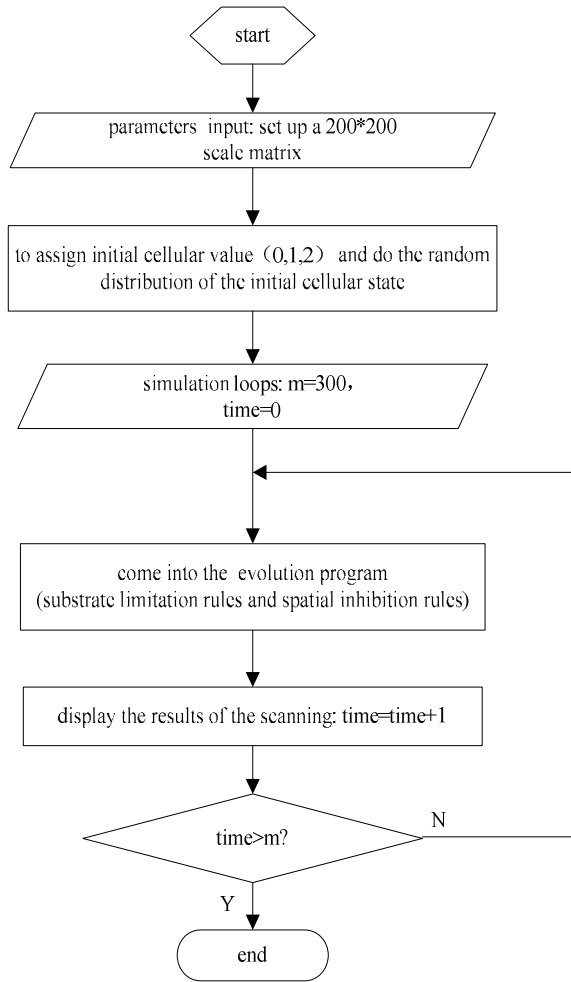 start
parameters input: set up a 200*200
scale matrix
to assign initial cellular value（0,1,2） and do the random
distribution of the initial cellular state
simulation loops: m=300，
time=0
come into the evolution program
(substrate limitation rules and spatial inhibition rules)
display the results of the scanning: time=time+1
time>m?
N
Y
end